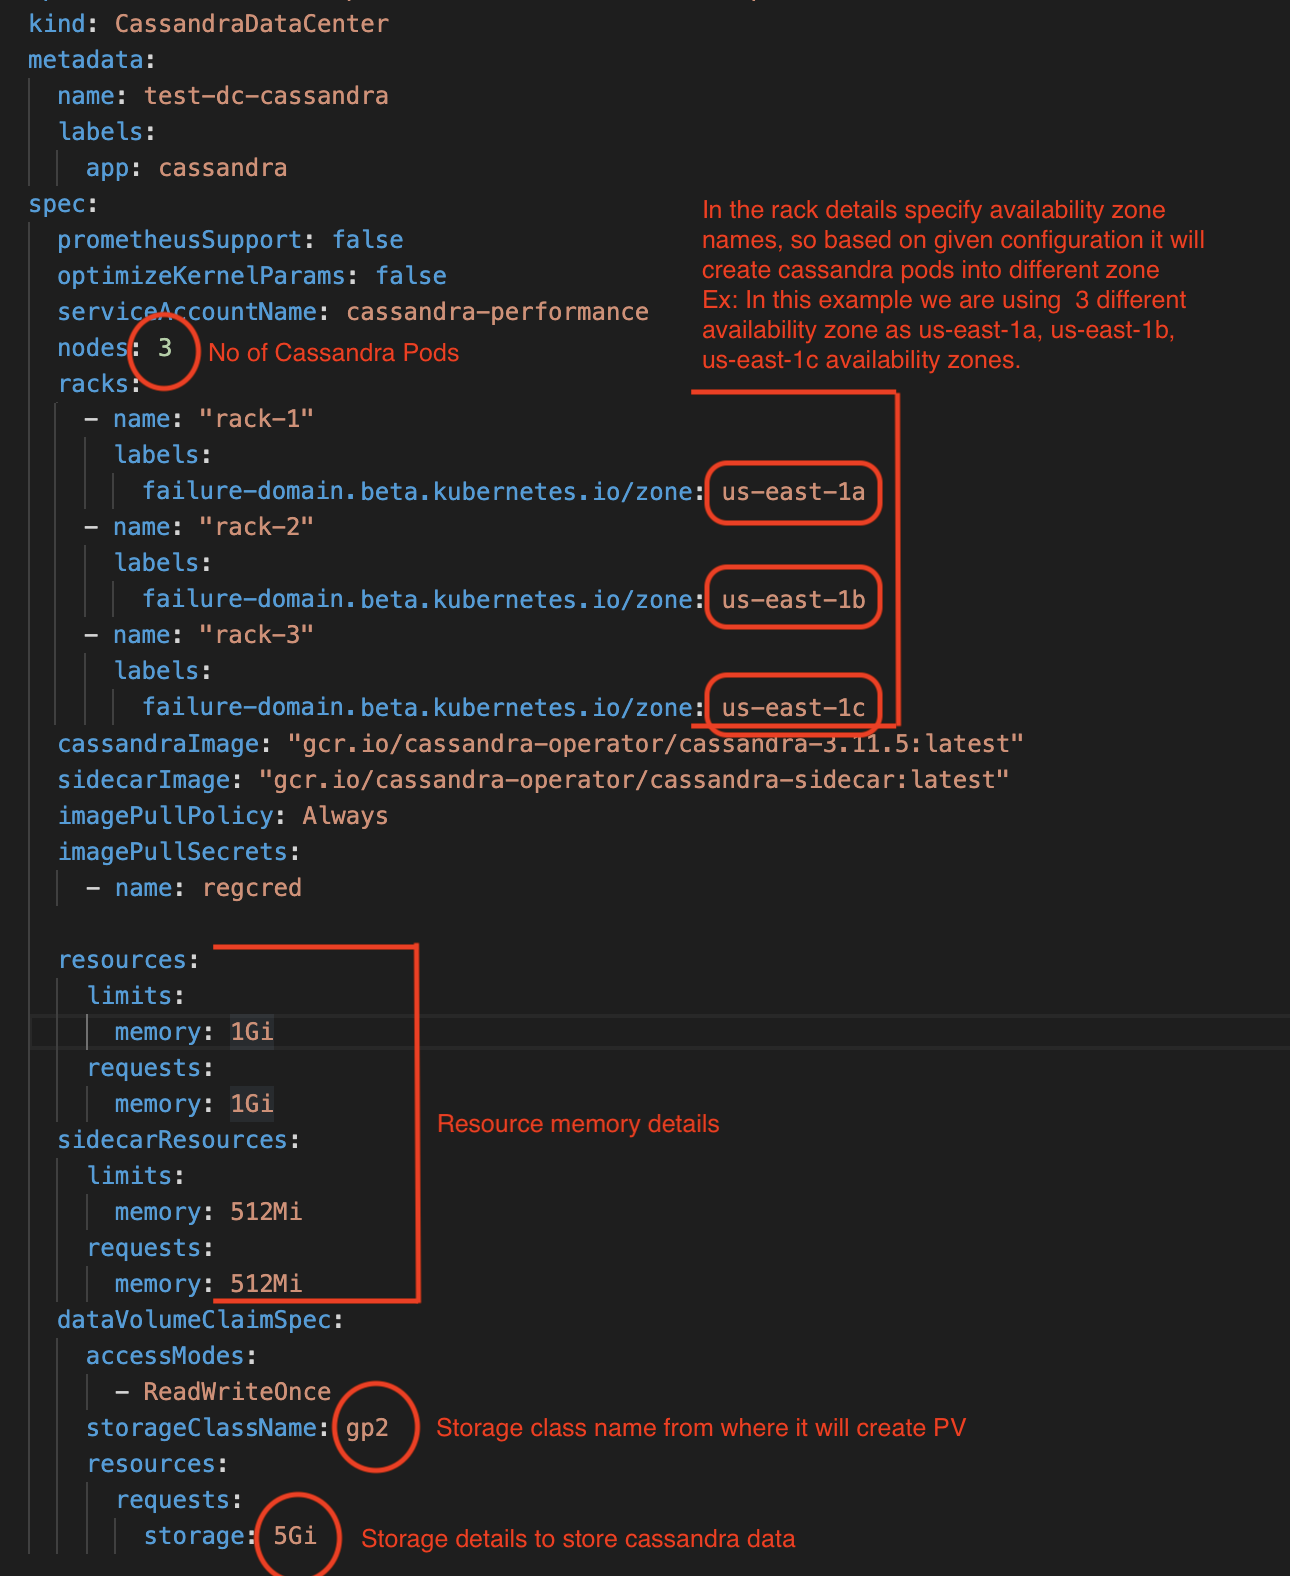 kind: CassandraDataCenter
metadata:
  name: test-dc-cassandra
  labels:
    app: cassandra
spec:
In the rack details specify availability zone
names, so based on given configuration it will
create cassandra pods into different zone
Ex: In this example we are using  3 different
availability zone as us-east-1a, us-east-1b,
us-east-1c availability zones.
  prometheusSupport: false
  optimizeKernelParams: false
  serviceAccountName: cassandra-performance
  nodes: 3 No of Cassandra Pods
  racks:
    - name: "rack-1"
      labels:
        failure-domain.beta.kubernetes.io/zone: us-east-1a
    - name: "rack-2"
      labels:
        failure-domain.beta.kubernetes.io/zone: us-east-1b
    - name: "rack-3"
      labels:
        failure-domain.beta.kubernetes.io/zone: us-east-1c
  cassandraImage: "gcr.io/cassandra-operator/cassandra-3.11.5:latest"
  sidecarImage: "gcr.io/cassandra-operator/cassandra-sidecar:latest"
  imagePullPolicy: Always
  imagePullSecrets:
    - name: regcred
  resources:
    limits:
      memory: 1Gi
    requests:
      memory: 1Gi
Resource memory details
  sidecarResources:
    limits:
      memory: 512Mi
    requests:
      memory: 512Mi
  dataVolumeClaimSpec:
    accessModes:
      - ReadWriteOnce
    storageClassName: gp2 Storage class name from where it will create PV
    resources:
      requests:
        storage: 5Gi Storage details to store cassandra data